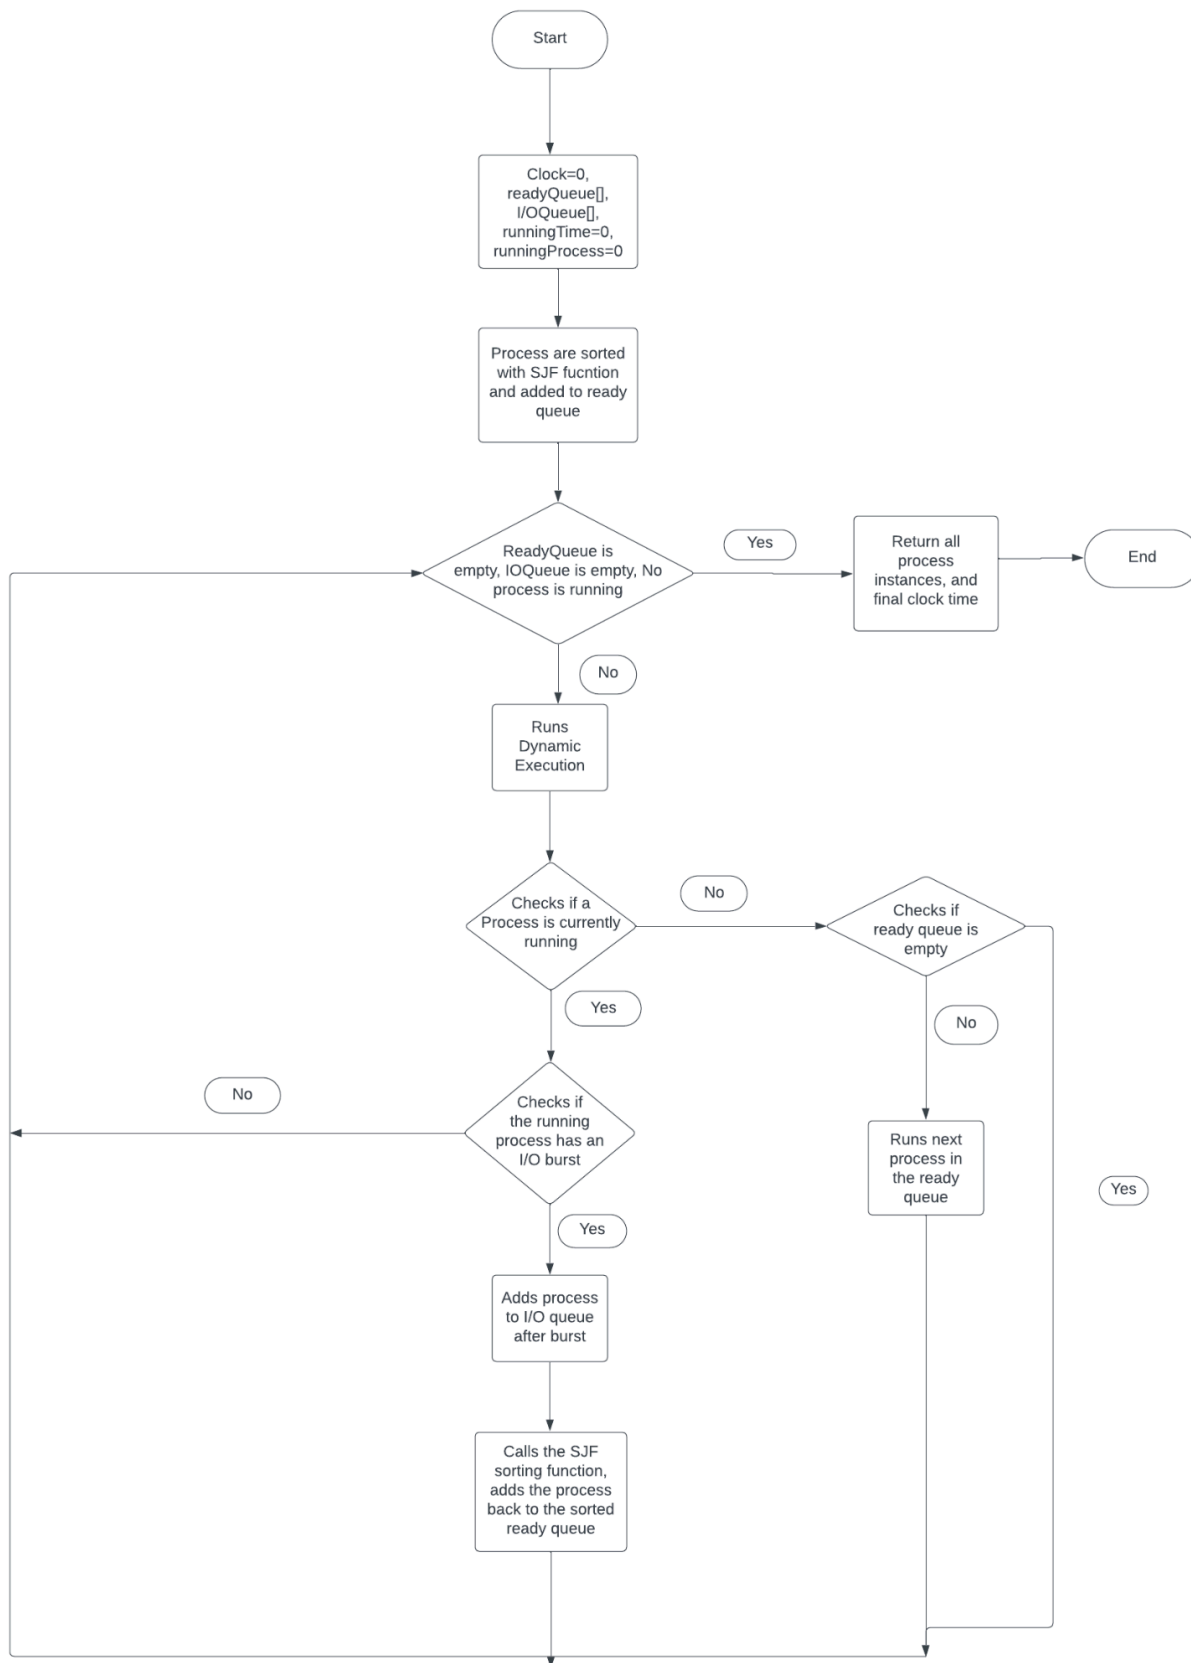 Start
Clock=0,
readyQueue[],
I/OQueue[],
runningTime=0,
runningProcess=0
Process are sorted
with SJF fucntion
and added to ready
queue
ReadyQueue is
empty, IOQueue is empty, No
process is running
Yes
Return all
process
instances, and
final clock time
End
No
Runs
Dynamic
Execution
Checks if a
Process is currently
running
No
Checks if
ready queue is
empty
Yes
No
No
Checks if
the running
process has an
I/O burst
Runs next
process in
the ready
queue
Yes
Yes
Adds process
to I/O queue
after burst
Calls the SJF
sorting function,
adds the process
back to the sorted
ready queue